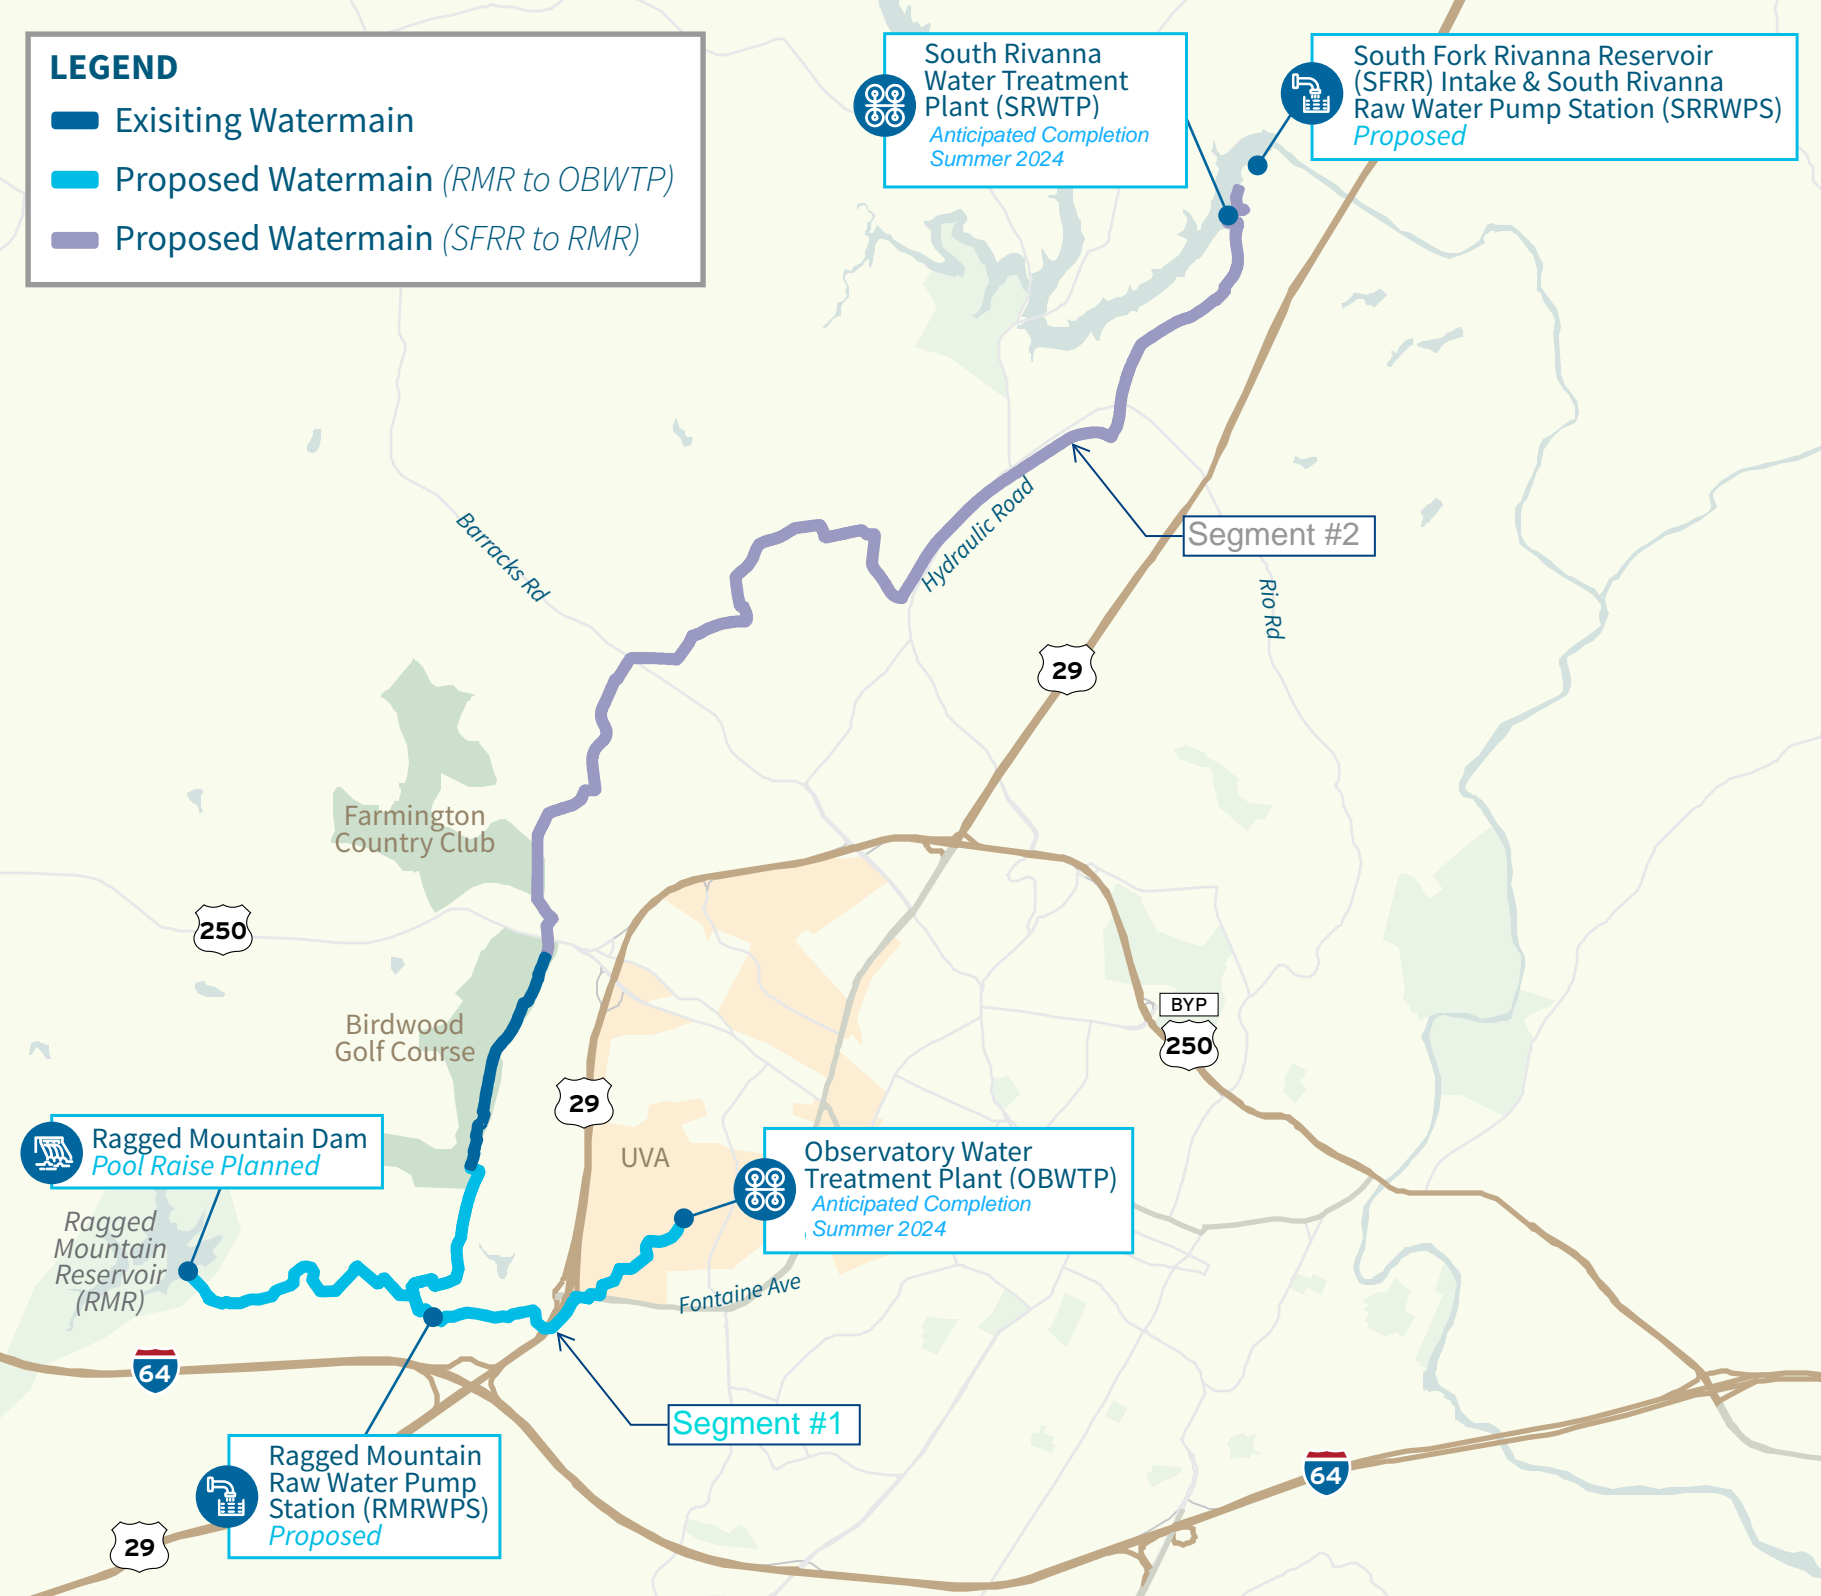 LEGEND
Exisiting Watermain
Proposed Watermain (RMR to OBWTP)
Proposed Watermain (SFRR to RMR)
South Rivanna
Water Treatment
Plant (SRWTP)
Anticipated Completion
Summer 2024
South Fork Rivanna Reservoir
(SFRR) Intake & South Rivanna
Raw Water Pump Station (SRRWPS)
Proposed
Barracks Rd
Hydraulic Road
Segment #2
Rio Rd
29
Farmington
Country Club
250
Birdwood
Golf Course
BYP
250
29
UVA
Ragged Mountain Dam
Pool Raise Planned
Ragged
Mountain
Reservoir
(RMR)
Observatory Water
Treatment Plant (OBWTP)
Anticipated Completion
Summer 2024
Fontaine Ave
64
Segment #1
Ragged Mountain
Raw Water Pump
Station (RMRWPS)
Proposed
64
29